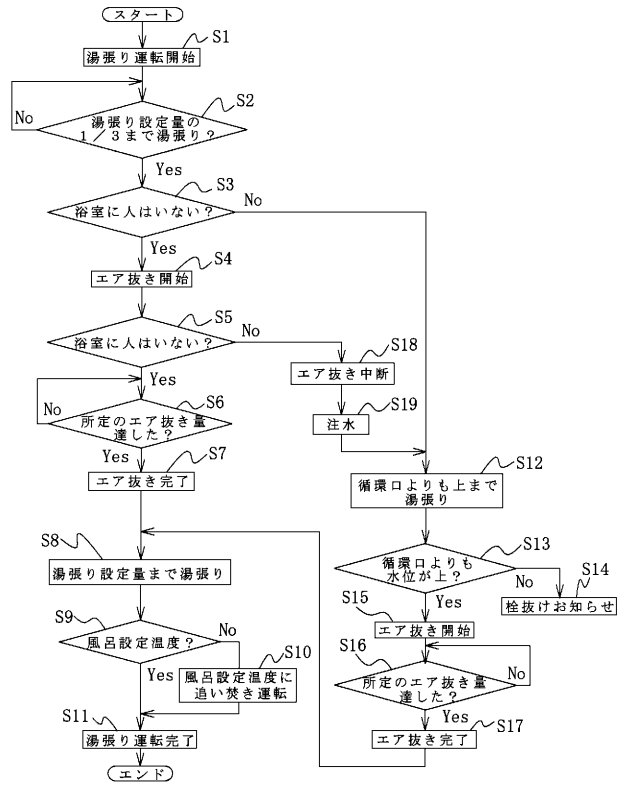 スタート
S1
湯張り運転開始
S2
湯張り設定量の
1/3まで湯張り?
No
Yes
S3
浴室に人はいない?
No
Yes
S4
エア抜き開始
S5
浴室に人はいない?
No
Yes
S18
エア抜き中断
S6
所定のエア抜き量
達した?
No
Yes
S19
注水
S7
エア抜き完了
S12
循環口よりも上まで
湯張り
S8
湯張り設定量まで湯張り
S13
循環口よりも
水位が上?
No
Yes
S14
栓抜けお知らせ
S9
風呂設定温度?
No
Yes
S15
エア抜き開始
S10
風呂設定温度に
追い焚き運転
S16
所定のエア抜き量
達した?
No
Yes
S11
湯張り運転完了
S17
エア抜き完了
エンド